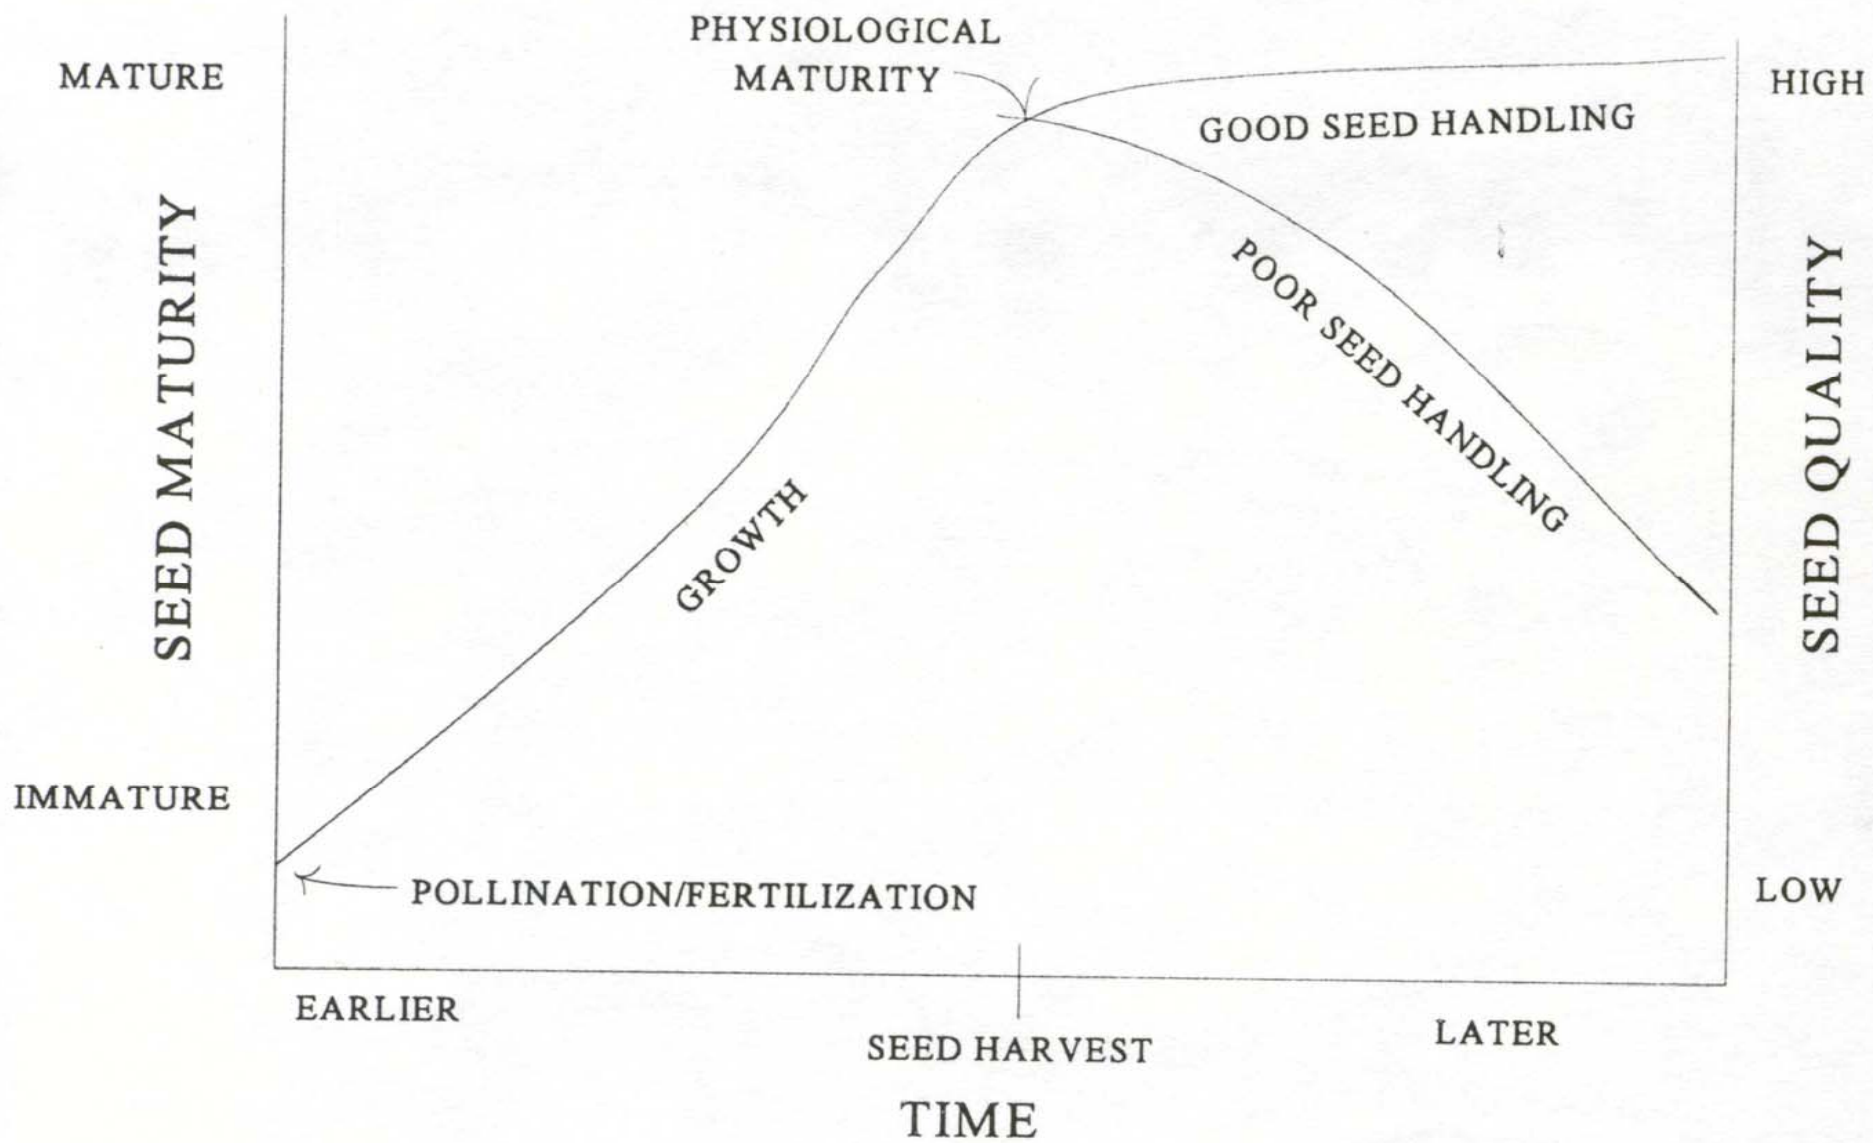 PHYSIOLOGICAL
MATURITY
MATURE
HIGH
GOOD SEED HANDLING
SEED MATURITY
POOR SEED HANDLING
SEED QUALITY
GROWTH
IMMATURE
POLLINATION/FERTILIZATION
LOW
EARLIER
SEED HARVEST
LATER
TIME